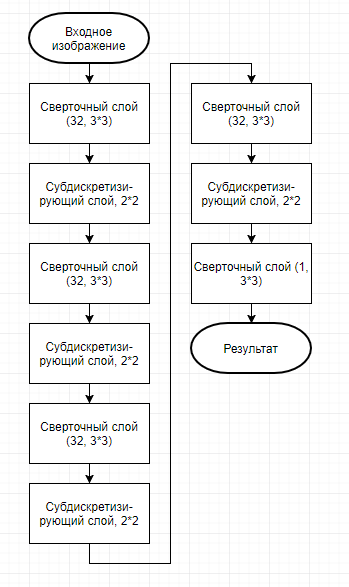 Входное
изображение
Сверточный слой
(32, 3*3)
Субдискретизи-
рующий слой, 2*2
Сверточный слой
(32, 3*3)
Субдискретизи-
рующий слой, 2*2
Сверточный слой
(32, 3*3)
Субдискретизи-
рующий слой, 2*2
Сверточный слой
(32, 3*3)
Субдискретизи-
рующий слой, 2*2
Сверточный слой (1,
3*3)
Результат